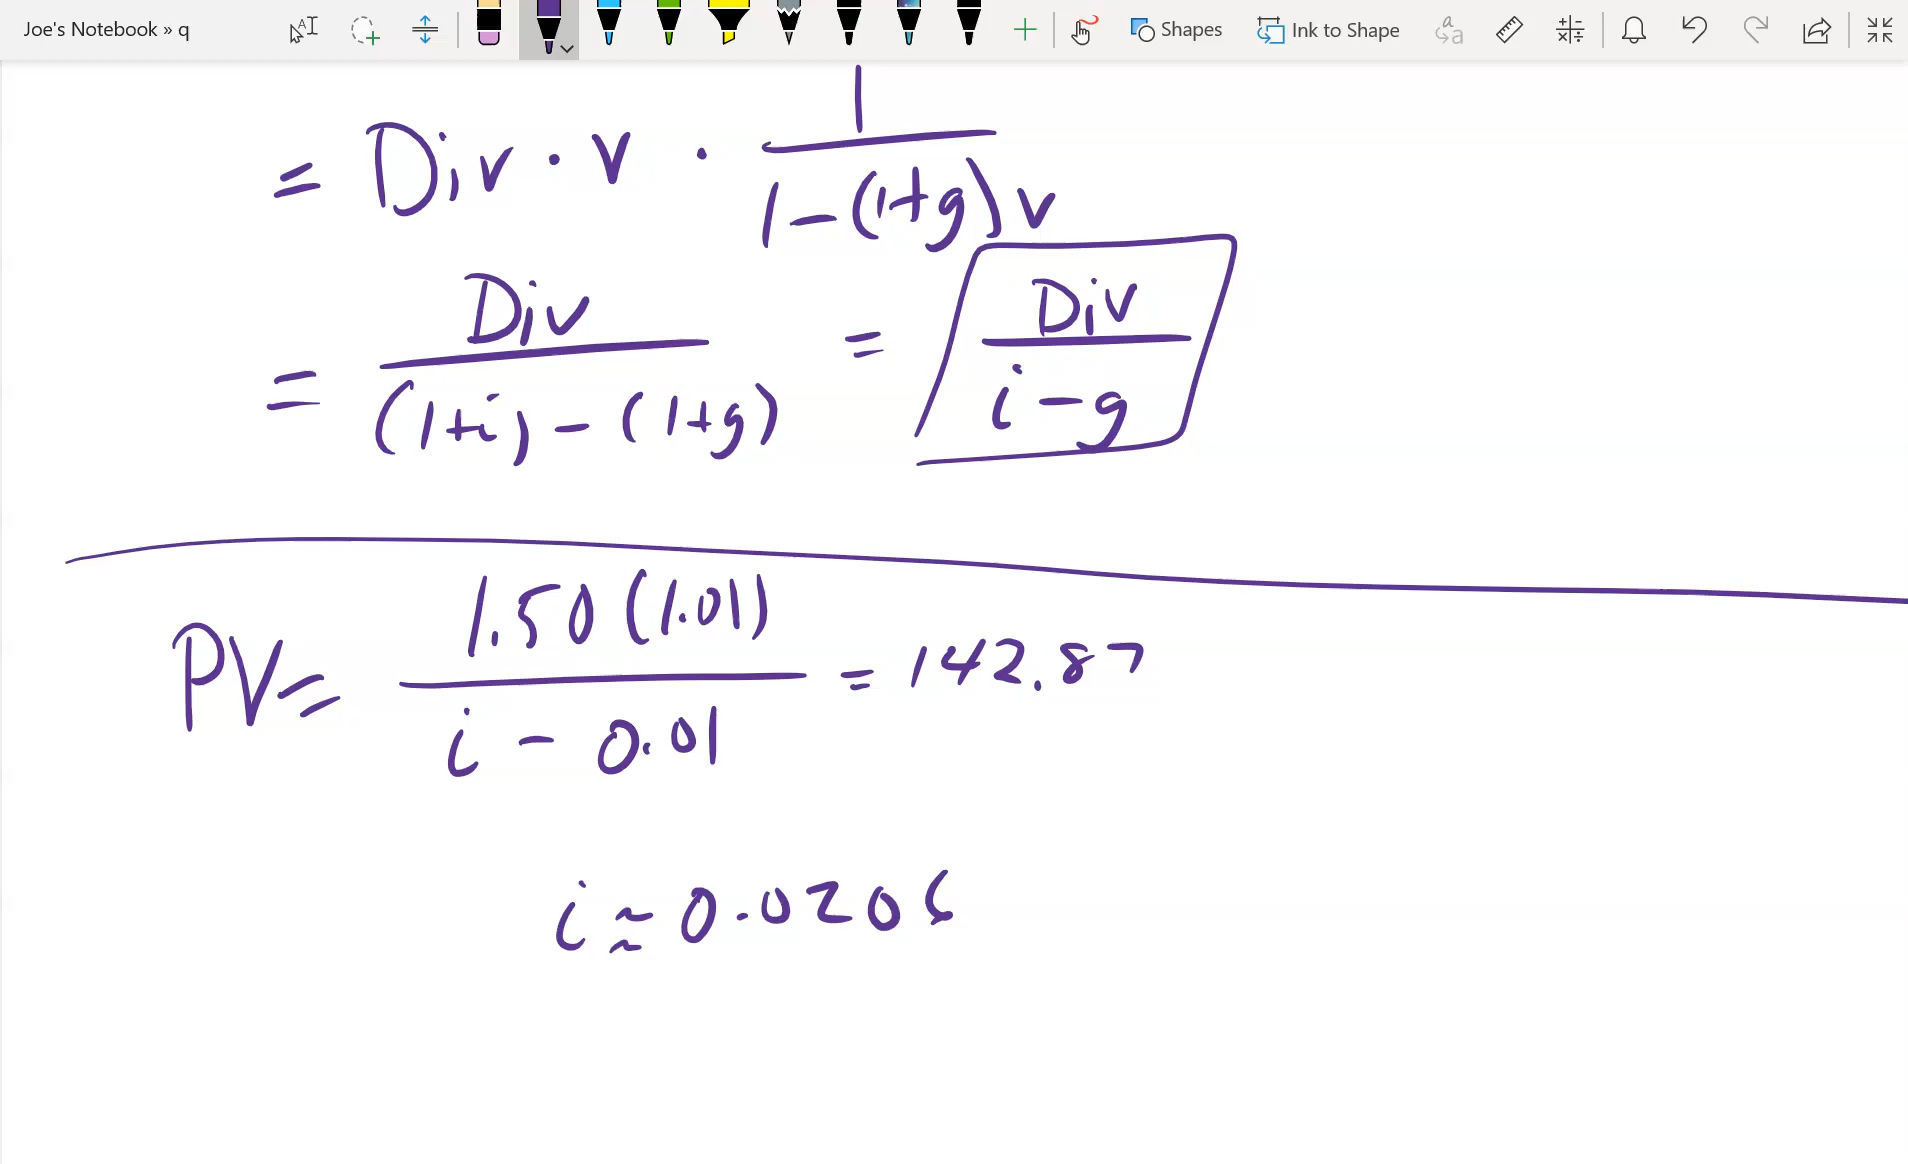 Joe's Notebook » q Shapes Ink to Shape
= Div · v · 1 / (1 - (1+g)v)
= Div / ((1+i) - (1+g)) = Div / (i - g)
PV = 1.50(1.01) / (i - 0.01) = 142.87
i ≈ 0.0206